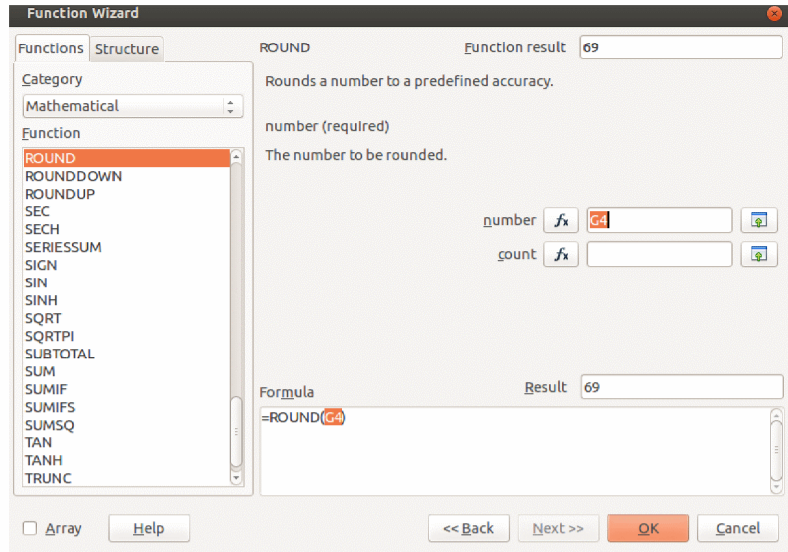 Function Wizard
Functions Structure
Category
Mathematical
Function
ROUND
ROUNDDOWN
ROUNDUP
SEC
SECH
SERIESSUM
SIGN
SIN
SINH
SQRT
SQRTPI
SUBTOTAL
SUM
SUMIF
SUMIFS
SUMSQ
TAN
TANH
TRUNC
ROUND Function result 69
Rounds a number to a predefined accuracy.
number (required)
The number to be rounded.
number fx G4
count fx
Result 69
Formula
=ROUND(G4)
Array Help << Back Next >> OK Cancel